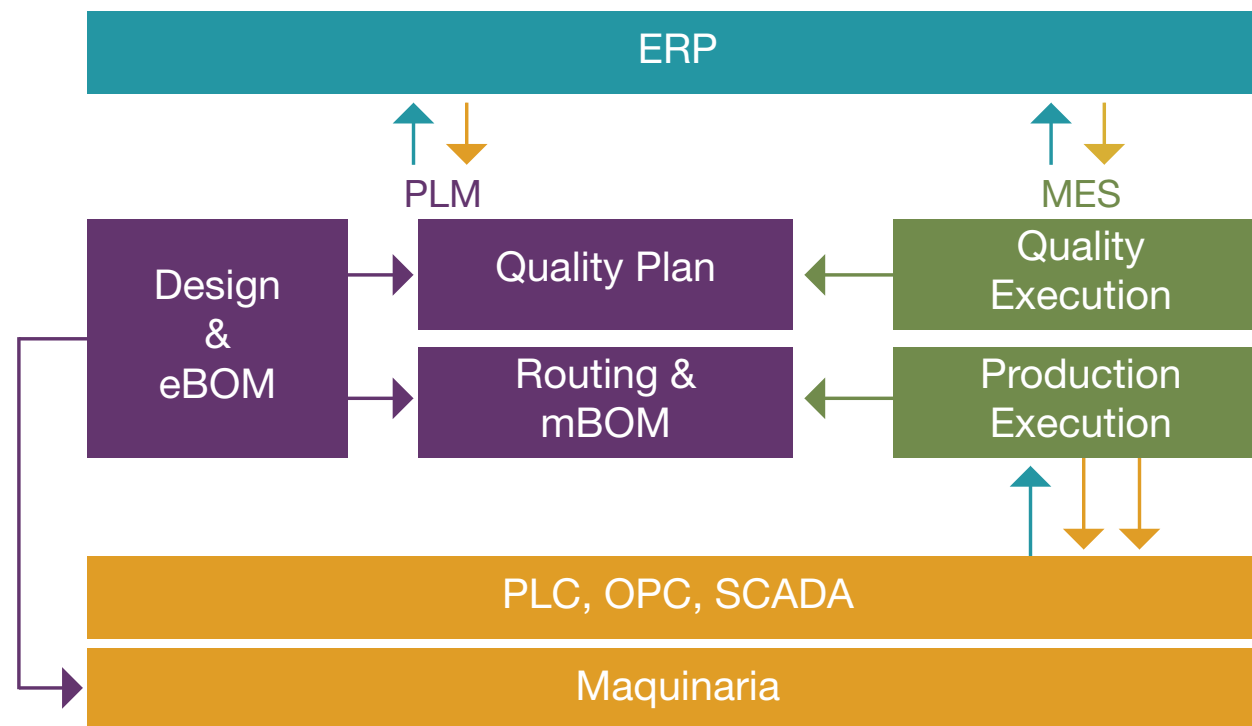 ERP
PLM
MES
Design
&
eBOM
Quality Plan
Quality
Execution
Routing &
mBOM
Production
Execution
PLC, OPC, SCADA
Maquinaria